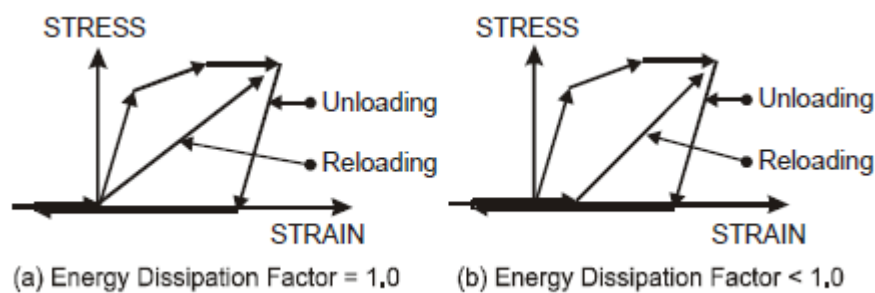 STRESS
Unloading
Reloading
STRAIN
(a) Energy Dissipation Factor = 1.0
STRESS
Unloading
Reloading
STRAIN
(b) Energy Dissipation Factor < 1.0